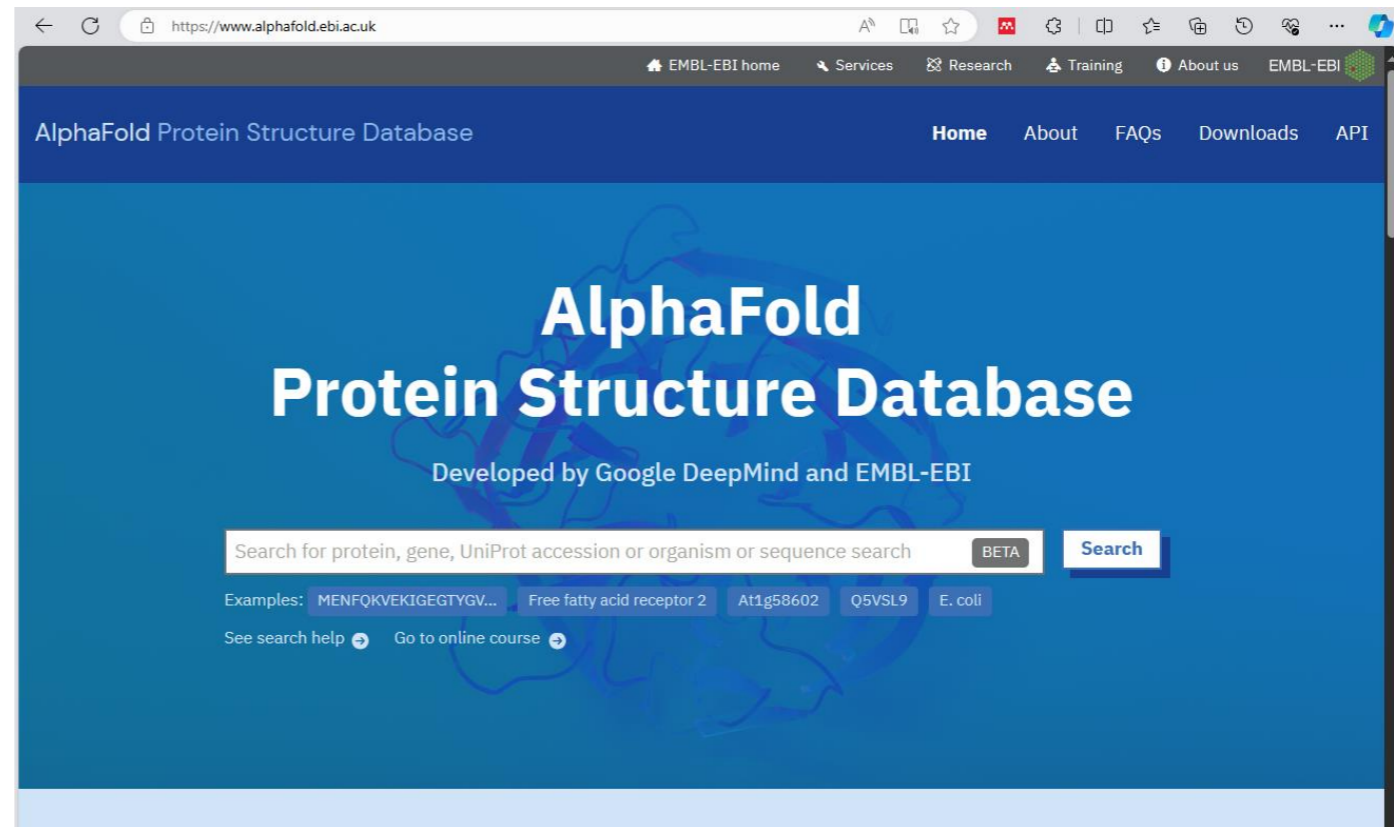 https://www.alphafold.ebi.ac.uk
EMBL-EBI home Services Research Training About us EMBL-EBI
AlphaFold Protein Structure Database Home About FAQs Downloads API
AlphaFold
Protein Structure Database
Developed by Google DeepMind and EMBL-EBI
Search for protein, gene, UniProt accession or organism or sequence search BETA Search
Examples: MENFQKVEKIGEGTYGV... Free fatty acid receptor 2 At1g58602 Q5VSL9 E. coli
See search help Go to online course